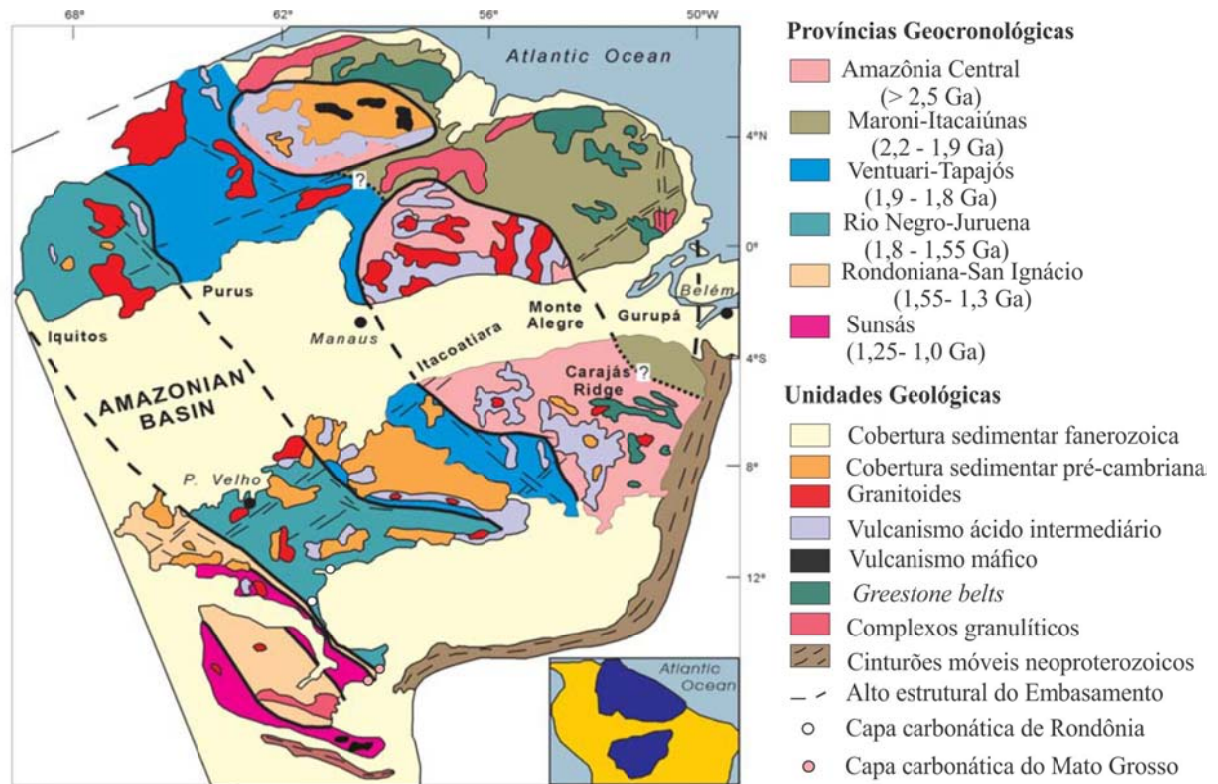 68°
62°
56°
50°W
Atlantic Ocean
4°N
0°
4°S
8°
12°
?
Purus
Iquitos
Manaus
Itacoatiara
Monte
Alegre
Gurupá
Belém
?
Carajás
Ridge
AMAZONIAN
BASIN
P. Velho
Atlantic
Ocean
Províncias Geocronológicas
Amazônia Central
(> 2,5 Ga)
Maroni-Itacaiúnas
(2,2 - 1,9 Ga)
Ventuari-Tapajós
(1,9 - 1,8 Ga)
Rio Negro-Juruena
(1,8 - 1,55 Ga)
Rondoniana-San Ignácio
(1,55- 1,3 Ga)
Sunsás
(1,25- 1,0 Ga)
Unidades Geológicas
Cobertura sedimentar fanerozoica
Cobertura sedimentar pré-cambriana
Granitoides
Vulcanismo ácido intermediário
Vulcanismo máfico
Greestone belts
Complexos granulíticos
Cinturões móveis neoproterozoicos
Alto estrutural do Embasamento
Capa carbonática de Rondônia
Capa carbonática do Mato Grosso